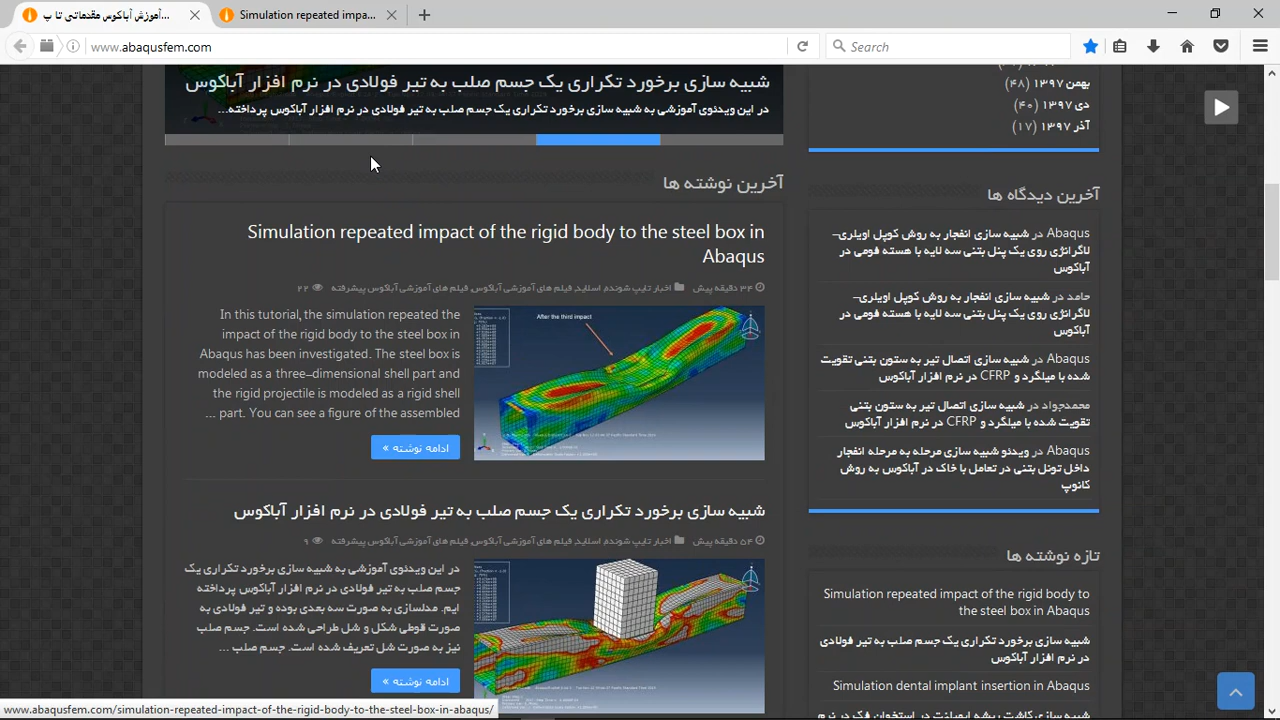 آموزش آباکوس مقدماتی تا پ...
Simulation repeated impa...
www.abaqusfem.com
Search
شبیه سازی برخورد تکراری یک جسم صلب به تیر فولادی در نرم افزار آباکوس
در این ویدئوی آموزشی به شبیه سازی برخورد تکراری یک جسم صلب به تیر فولادی در نرم افزار آباکوس پرداخته...
بهمن ۱۳۹۷ (۴۸)
دی ۱۳۹۷ (۴۰)
آذر ۱۳۹۷ (۱۷)
آخرین نوشته ها
Simulation repeated impact of the rigid body to the steel box in
Abaqus
۳۴ دقیقه پیش اخبار تایپ شونده, اسلاید, فیلم های آموزشی آباکوس, فیلم های آموزشی آباکوس پیشرفته ۲۲
In this tutorial, the simulation repeated the
impact of the rigid body to the steel box in
Abaqus has been investigated. The steel box is
modeled as a three-dimensional shell part and
the rigid projectile is modeled as a rigid shell
... part. You can see a figure of the assembled
ادامه نوشته »
After the third impact
شبیه سازی برخورد تکراری یک جسم صلب به تیر فولادی در نرم افزار آباکوس
۵۴ دقیقه پیش اخبار تایپ شونده, اسلاید, فیلم های آموزشی آباکوس, فیلم های آموزشی آباکوس پیشرفته ۹
در این ویدئوی آموزشی به شبیه سازی برخورد تکراری یک
جسم صلب به تیر فولادی در نرم افزار آباکوس پرداخته
ایم. مدلسازی به صورت سه بعدی بوده و تیر فولادی به
صورت قوطی شکل و شل طراحی شده است. جسم صلب
نیز به صورت شل تعریف شده است. جسم صلب ...
ادامه نوشته »
آخرین دیدگاه ها
Abaqus در شبیه سازی انفجار به روش کوپل اویلری-
لاگرانژی روی یک پنل بتنی سه لایه با هسته فومی در
آباکوس
حامد در شبیه سازی انفجار به روش کوپل اویلری-
لاگرانژی روی یک پنل بتنی سه لایه با هسته فومی در
آباکوس
Abaqus در شبیه سازی اتصال تیر به ستون بتنی تقویت
شده با میلگرد و CFRP در نرم افزار آباکوس
محمدجواد در شبیه سازی اتصال تیر به ستون بتنی
تقویت شده با میلگرد و CFRP در نرم افزار آباکوس
Abaqus در ویدئو شبیه سازی مرحله به مرحله انفجار
داخل تونل بتنی در تعامل با خاک در آباکوس به روش
کانوپ
تازه نوشته ها
Simulation repeated impact of the rigid body to
the steel box in Abaqus
شبیه سازی برخورد تکراری یک جسم صلب به تیر فولادی
در نرم افزار آباکوس
Simulation dental implant insertion in Abaqus
شبیه سازی کاشت ریشه ایمپلنت در استخوان فک در نرم
www.abaqusfem.com/simulation-repeated-impact-of-the-rigid-body-to-the-steel-box-in-abaqus/